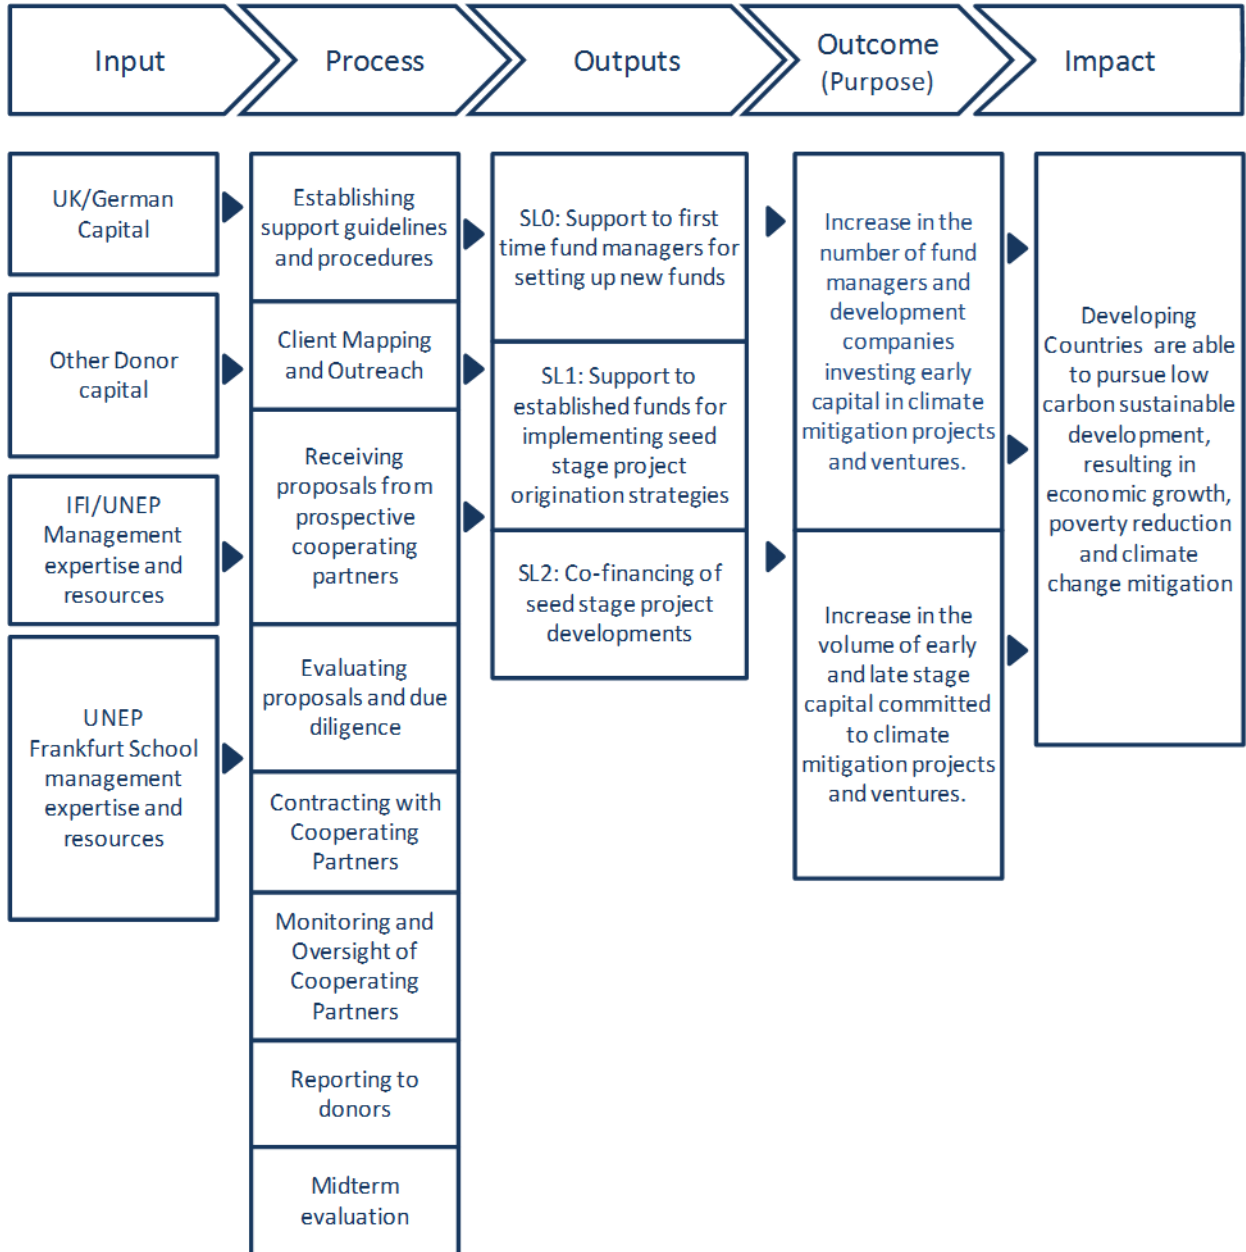 Input
Process
Outputs
Outcome
(Purpose)
Impact
UK/German
Capital
Other Donor
capital
IFI/UNEP
Management
expertise and
resources
UNEP
Frankfurt School
management
expertise and
resources
Establishing
support guidelines
and procedures
Client Mapping
and Outreach
Receiving
proposals from
prospective
cooperating
partners
Evaluating
proposals and due
diligence
Contracting with
Cooperating
Partners
Monitoring and
Oversight of
Cooperating
Partners
Reporting to
donors
Midterm
evaluation
SL0: Support to first
time fund managers for
setting up new funds
SL1: Support to
established funds for
implementing seed
stage project
origination strategies
SL2: Co-financing of
seed stage project
developments
Increase in the
number of fund
managers and
development
companies
investing early
capital in climate
mitigation projects
and ventures.
Increase in the
volume of early
and late stage
capital committed
to climate
mitigation projects
and ventures.
Developing
Countries are able
to pursue low
carbon sustainable
development,
resulting in
economic growth,
poverty reduction
and climate
change mitigation